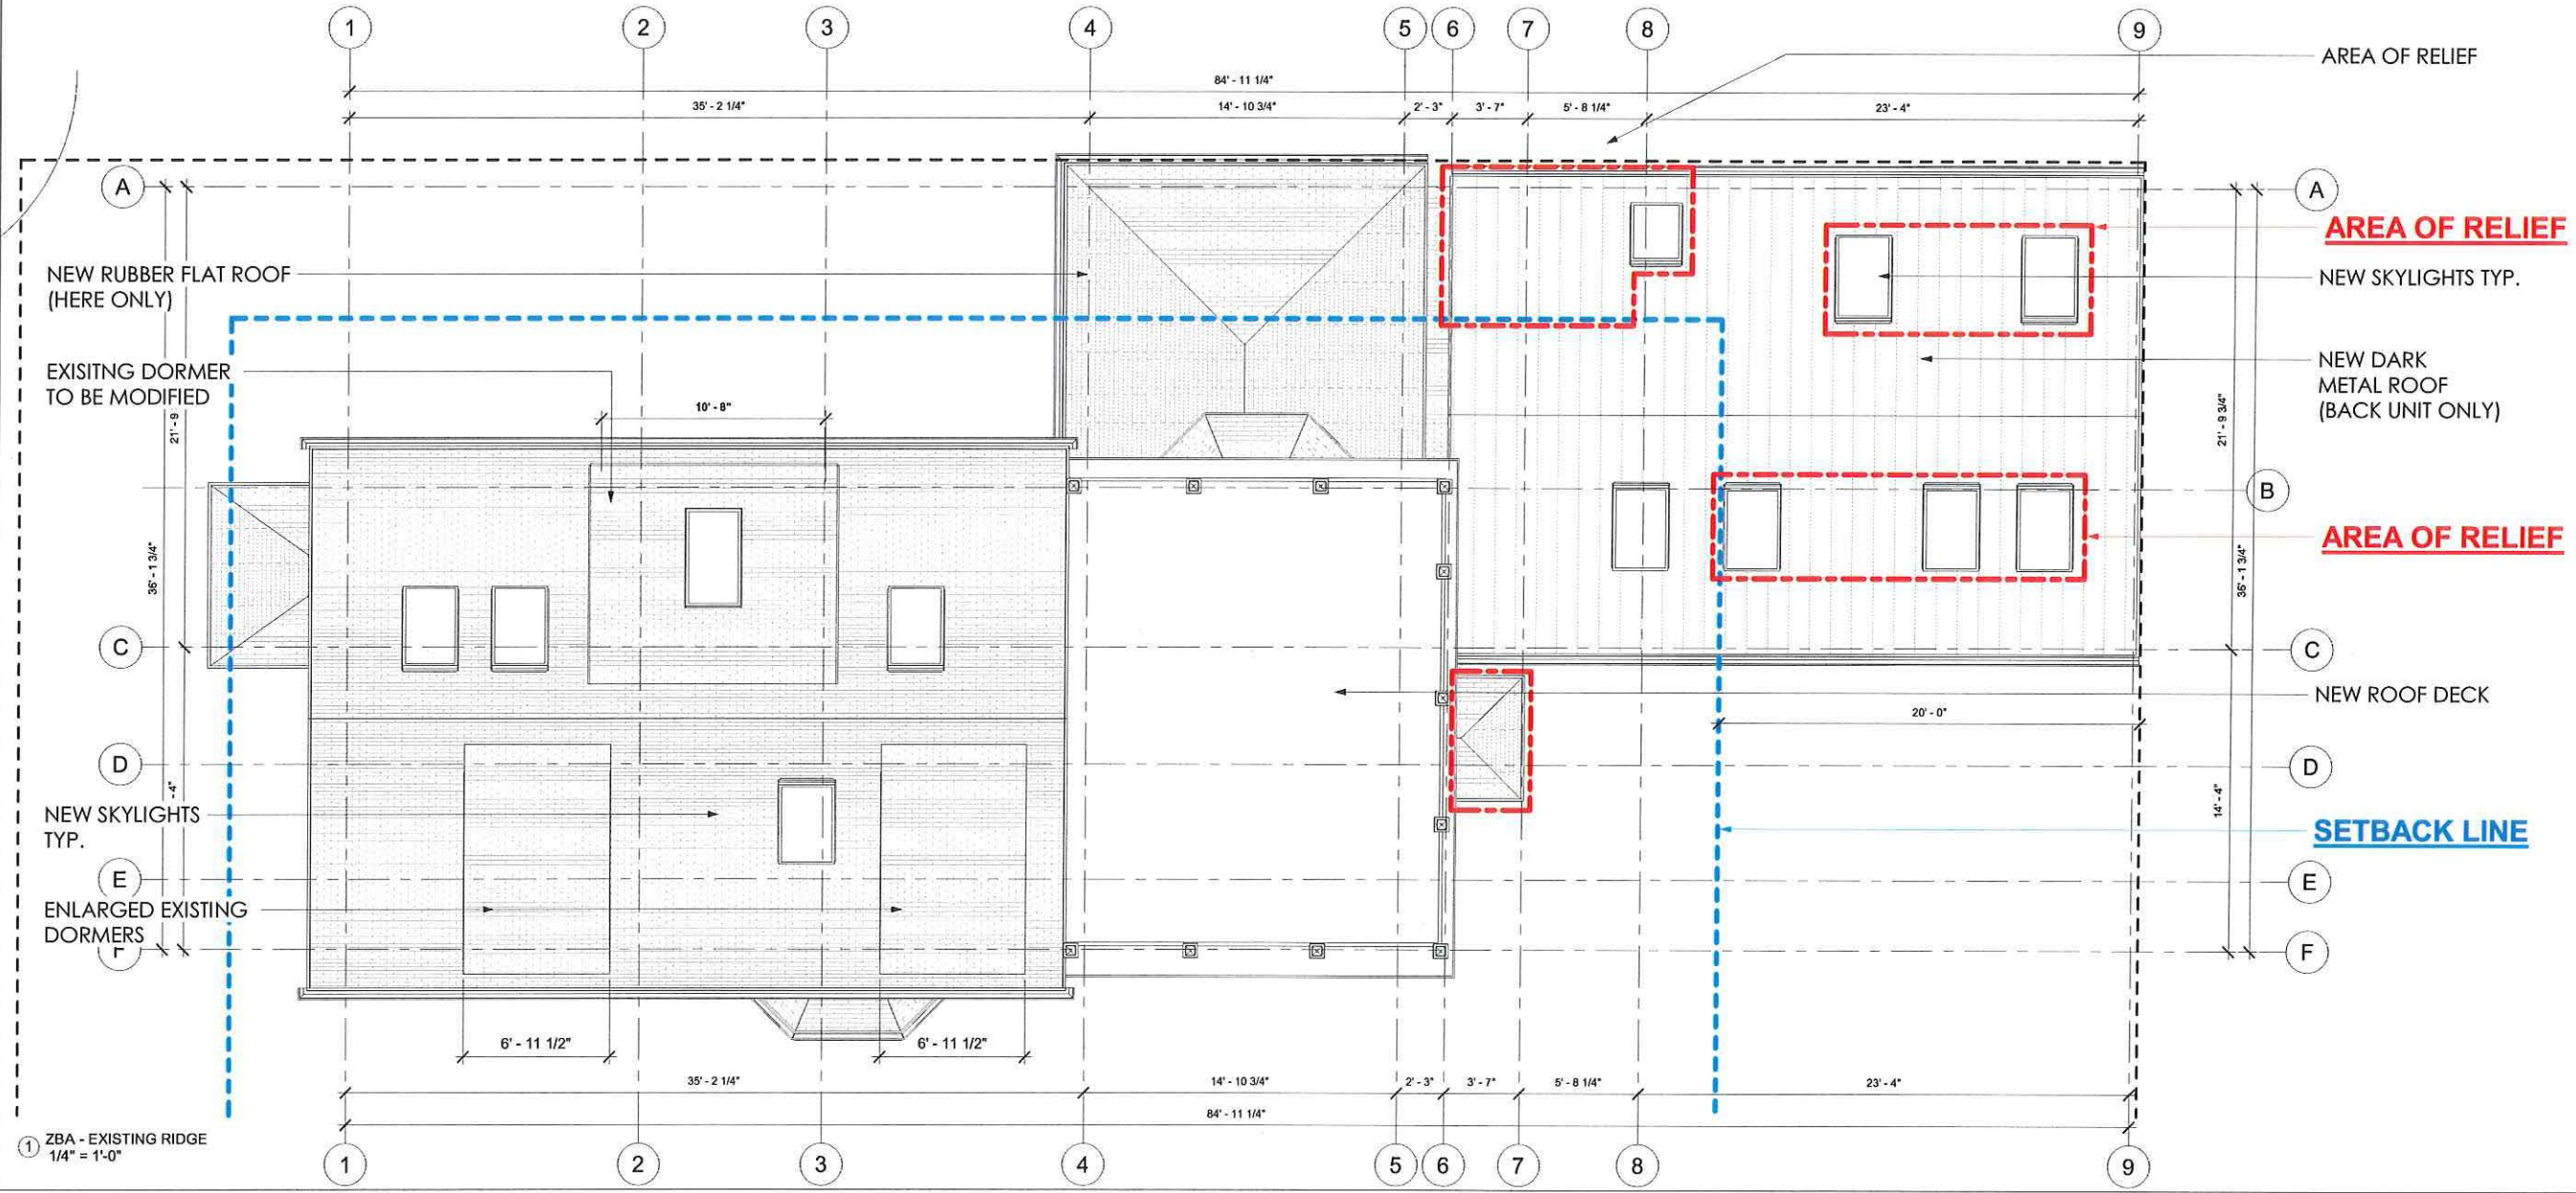 1 2 3 4 5 6 7 8 9
AREA OF RELIEF
84' - 11 1/4"
35' - 2 1/4" 14' - 10 3/4" 2' - 3" 3' - 7" 5' - 8 1/4" 23' - 4"
A A
AREA OF RELIEF
NEW RUBBER FLAT ROOF
(HERE ONLY)
NEW SKYLIGHTS TYP.
EXISITNG DORMER
TO BE MODIFIED
NEW DARK
METAL ROOF
(BACK UNIT ONLY)
10' - 8"
21' - 9
21' - 9 3/4"
B
AREA OF RELIEF
36' - 1 3/4"
36' - 1 3/4"
C C
NEW ROOF DECK
20' - 0"
D D
- 4"
14' - 4"
NEW SKYLIGHTS
TYP.
SETBACK LINE
E E
ENLARGED EXISTING
DORMERS
F F
6' - 11 1/2" 6' - 11 1/2"
35' - 2 1/4" 14' - 10 3/4" 2' - 3" 3' - 7" 5' - 8 1/4" 23' - 4"
84' - 11 1/4"
1 ZBA - EXISTING RIDGE
1/4" = 1'-0"
1 2 3 4 5 6 7 8 9